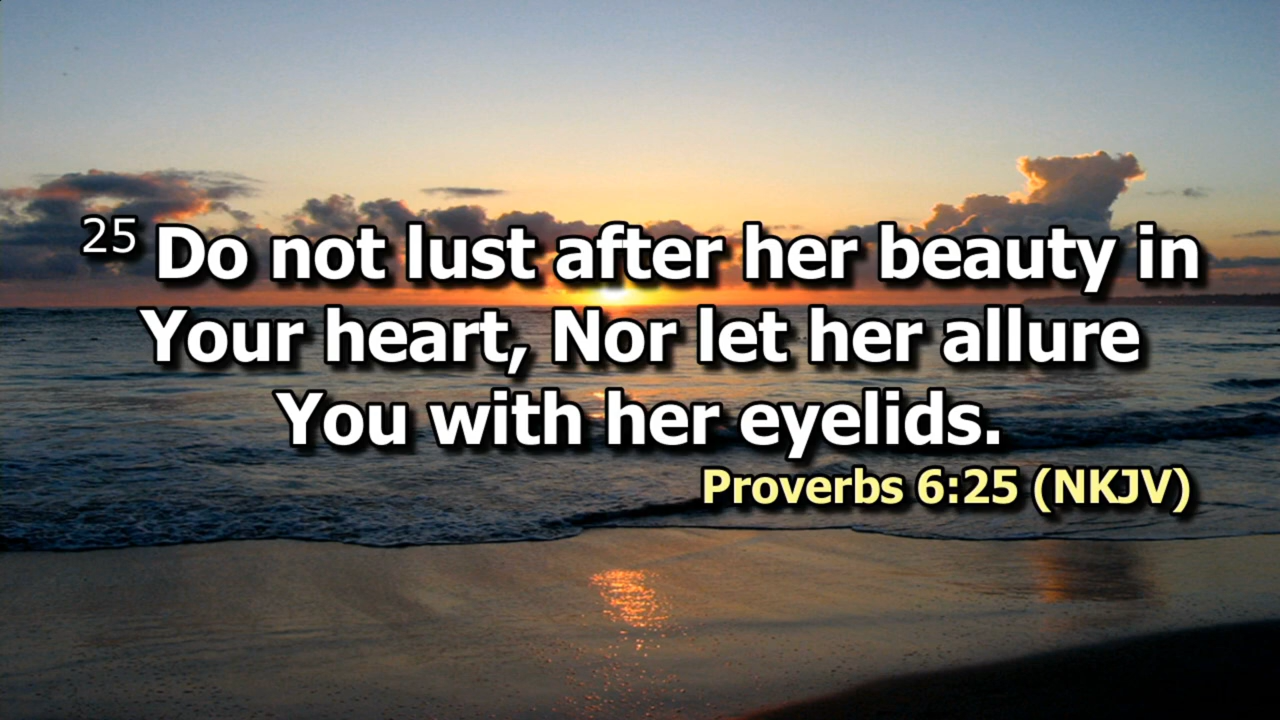 25 Do not lust after her beauty in
Your heart, Nor let her allure
You with her eyelids.
Proverbs 6:25 (NKJV)